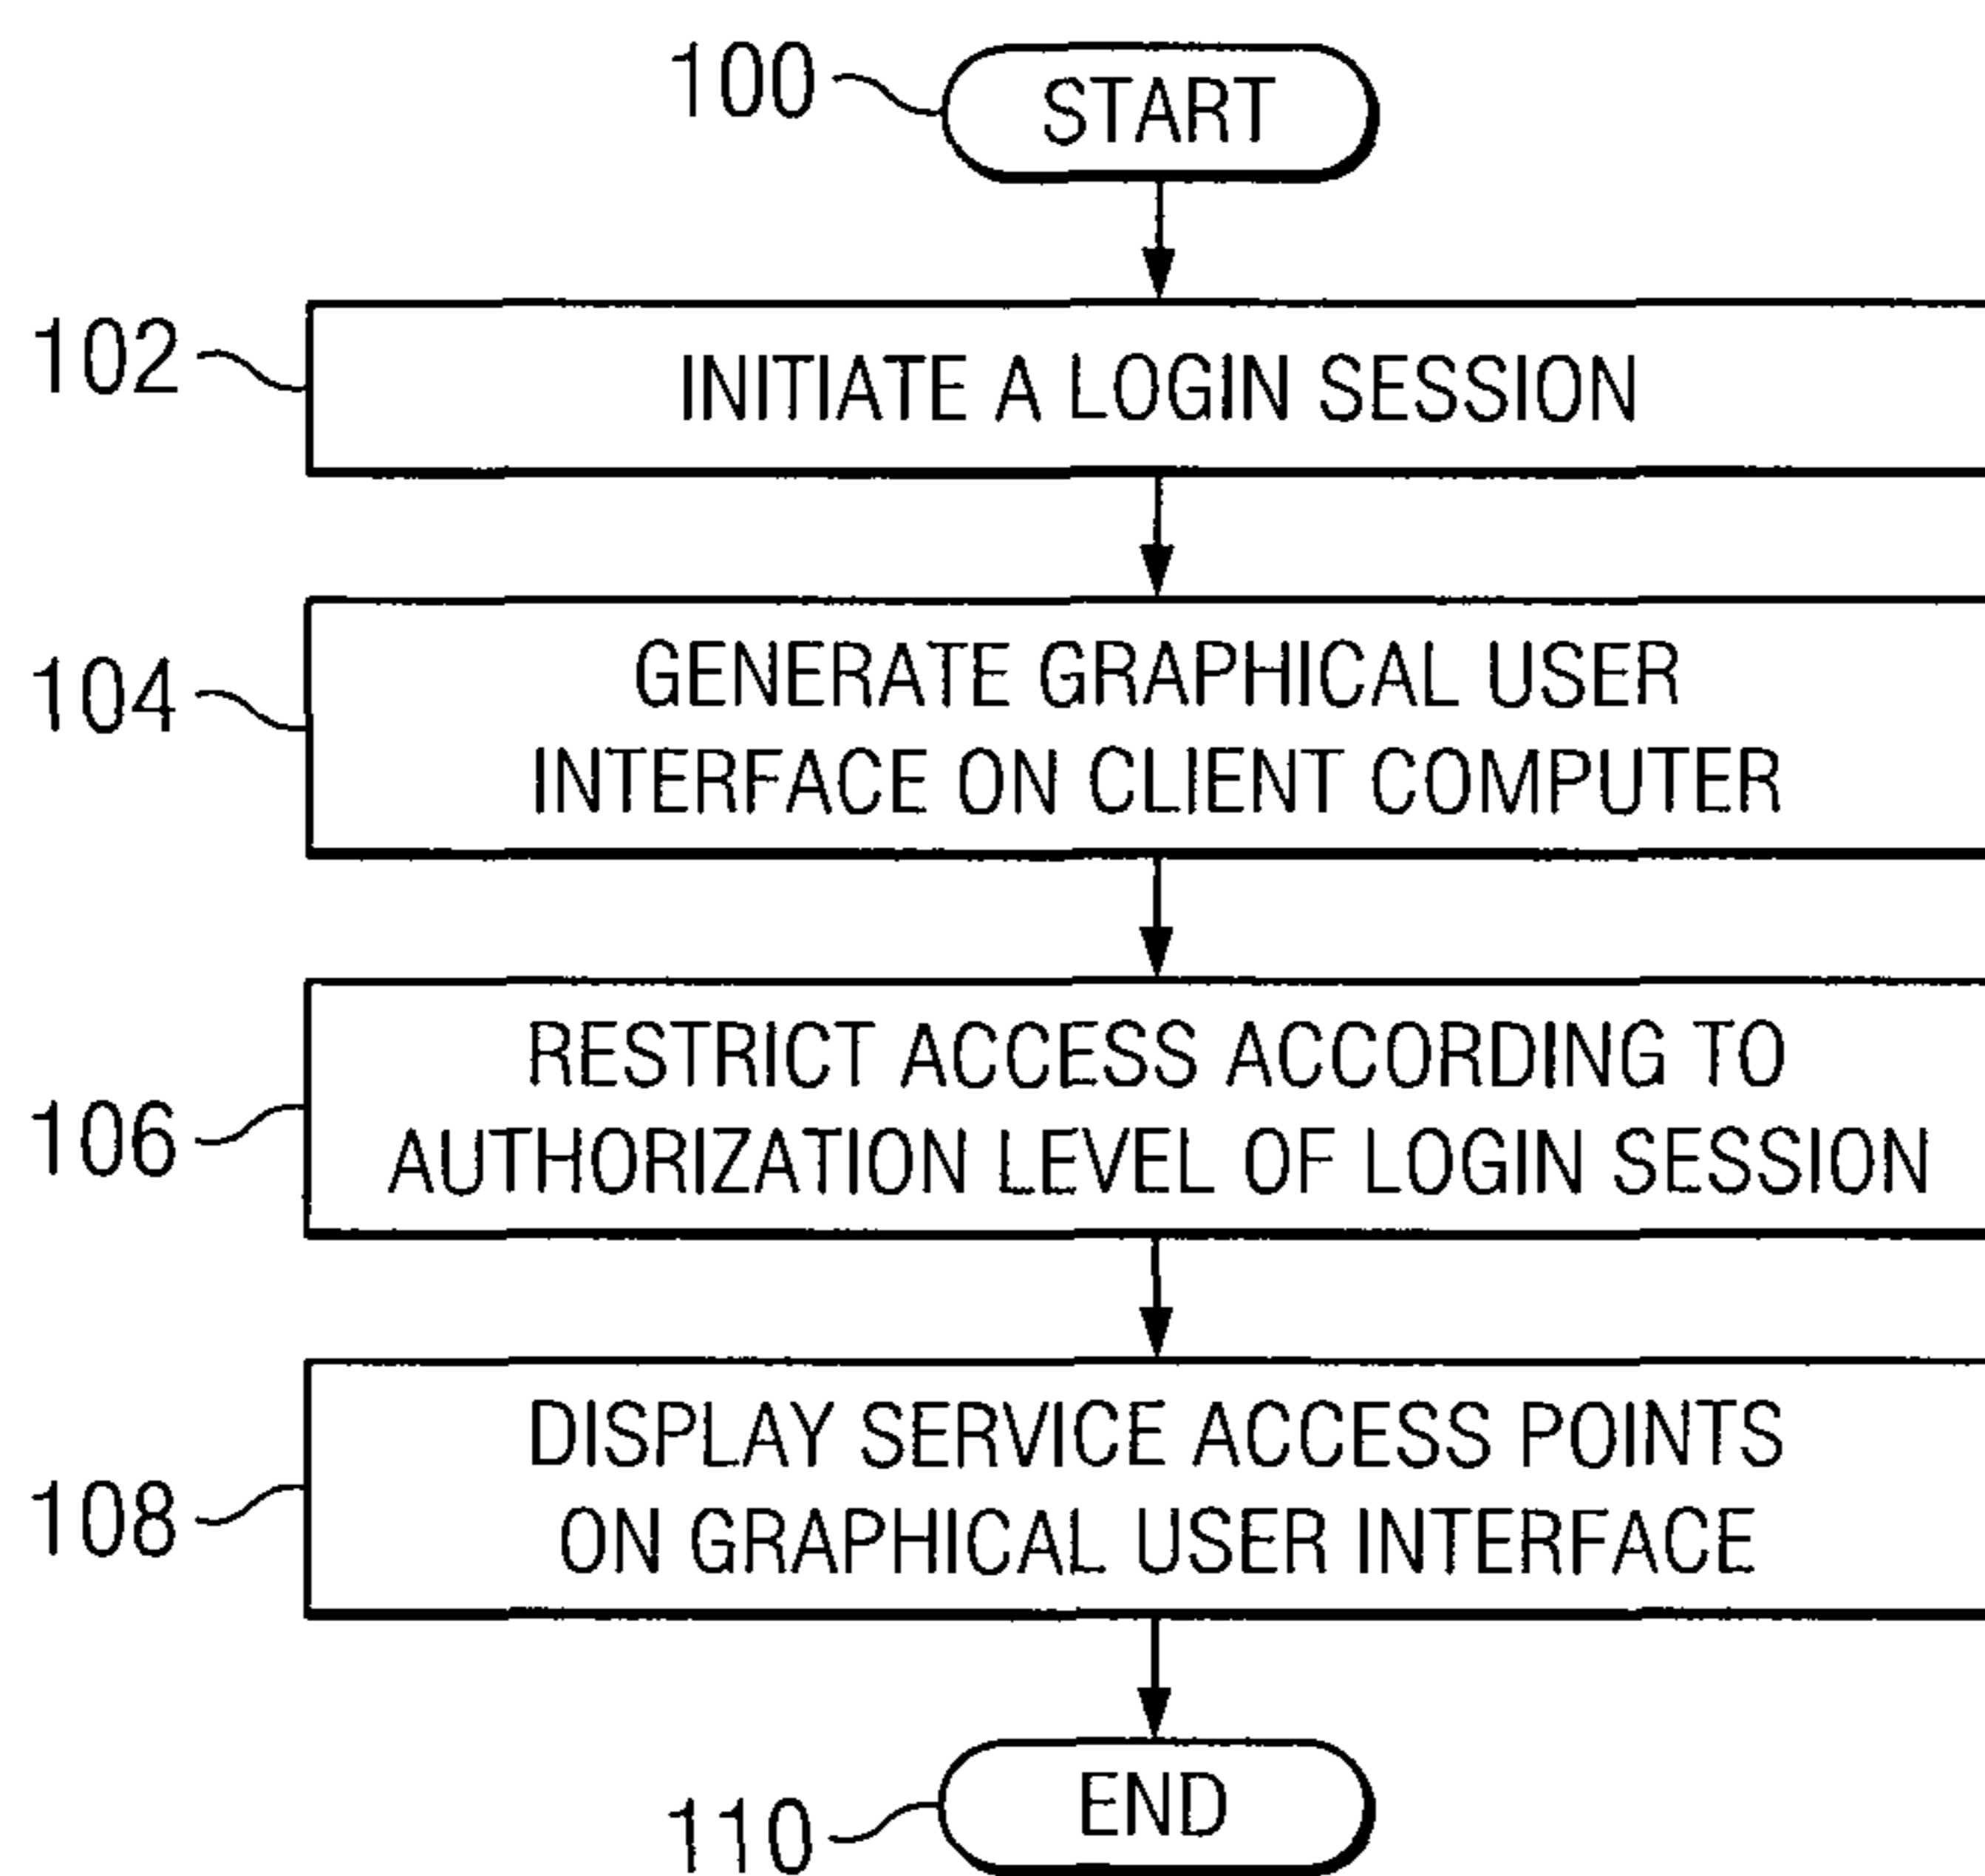 100
START
102
INITIATE A LOGIN SESSION
104
GENERATE GRAPHICAL USER
INTERFACE ON CLIENT COMPUTER
106
RESTRICT ACCESS ACCORDING TO
AUTHORIZATION LEVEL OF LOGIN SESSION
108
DISPLAY SERVICE ACCESS POINTS
ON GRAPHICAL USER INTERFACE
110
END